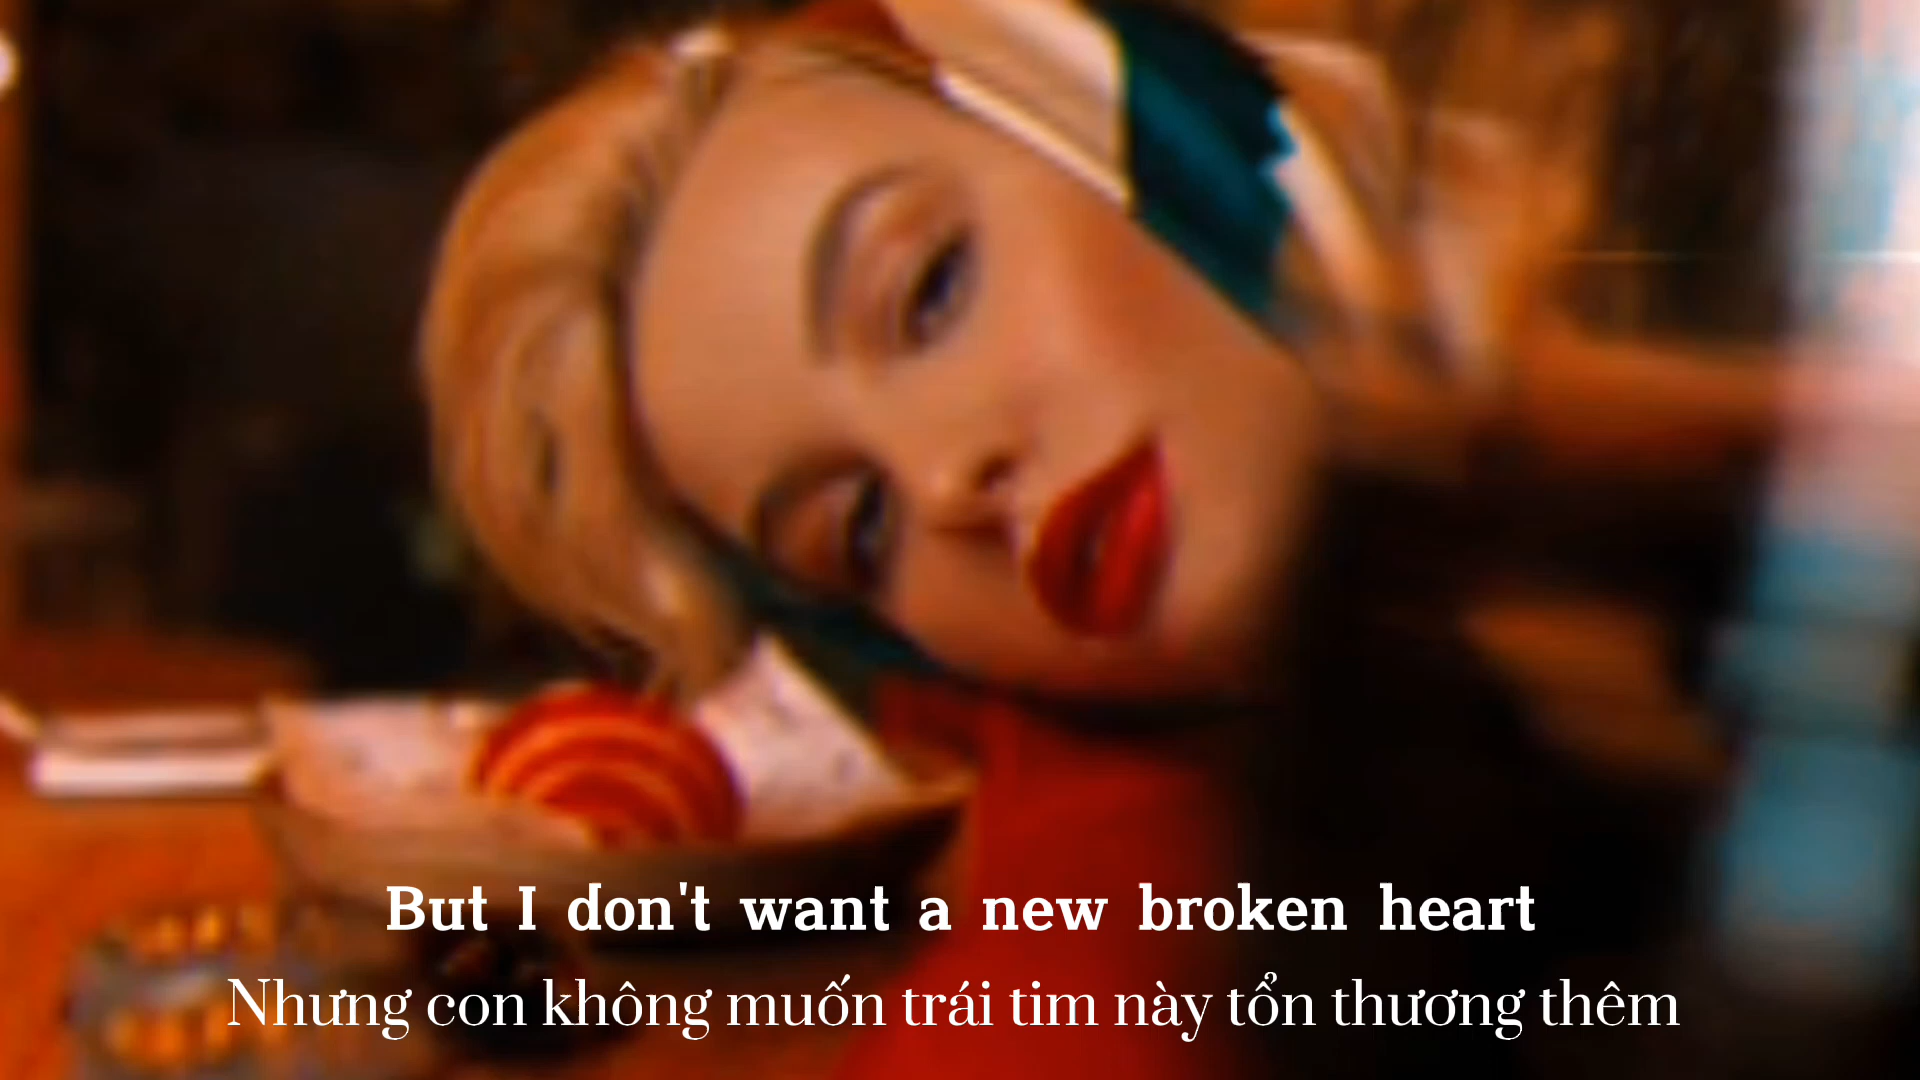 But I don't want a new broken heart
Nhưng con không muốn trái tim này tổn thương thêm